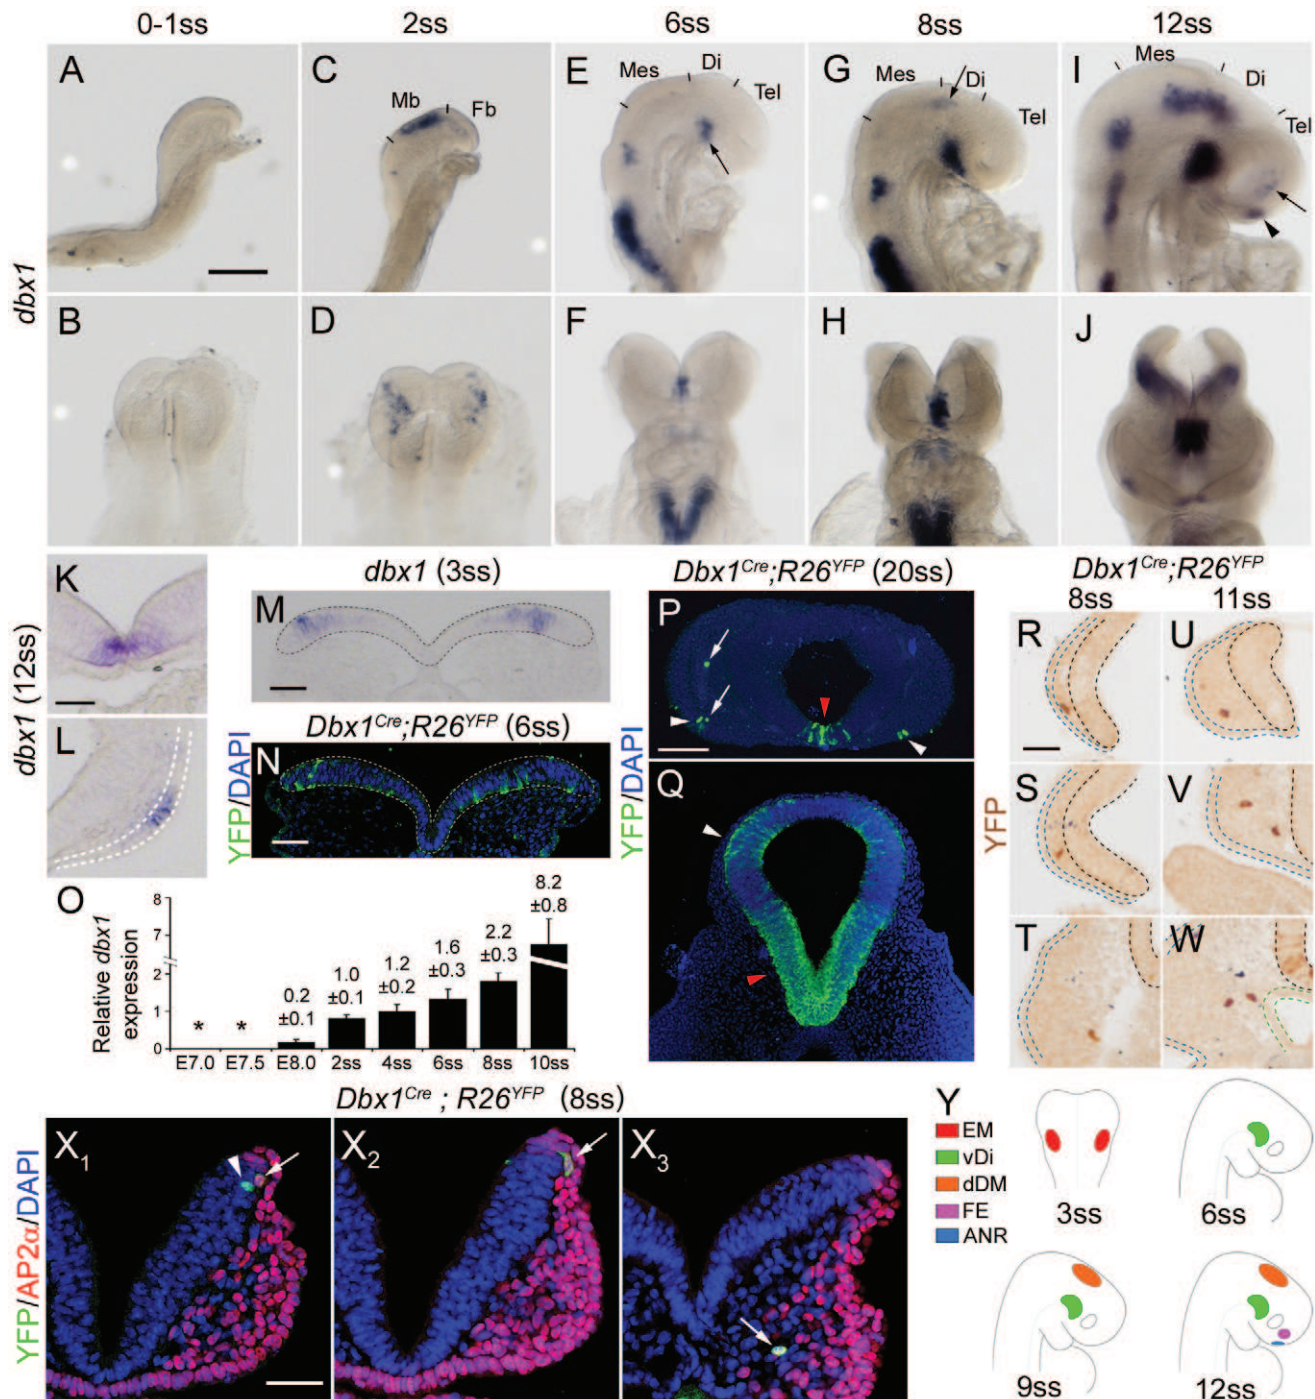 0-1ss 2ss 6ss 8ss 12ss
A C E G I
Mb Fb
Mes Di Tel
Mes Di Tel
Mes Di Tel
dbx1
B D F H J
dbx1 (12ss)
K
L
dbx1 (3ss)
M
Dbx1Cre;R26YFP (6ss)
YFP/DAPI
N
Dbx1Cre;R26YFP (20ss)
YFP/DAPI
P
Q
Dbx1Cre;R26YFP
8ss 11ss
YFP
R U
S V
T W
O
Relative dbx1 expression
8
7
2
1
0
* *
0.2 ±0.1
1.0 ±0.1
1.2 ±0.2
1.6 ±0.3
2.2 ±0.3
8.2 ±0.8
E7.0 E7.5 E8.0 2ss 4ss 6ss 8ss 10ss
Dbx1Cre ; R26YFP (8ss)
YFP/AP2α/DAPI
X1 X2 X3
Y
EM
vDi
dDM
FE
ANR
3ss 6ss
9ss 12ss